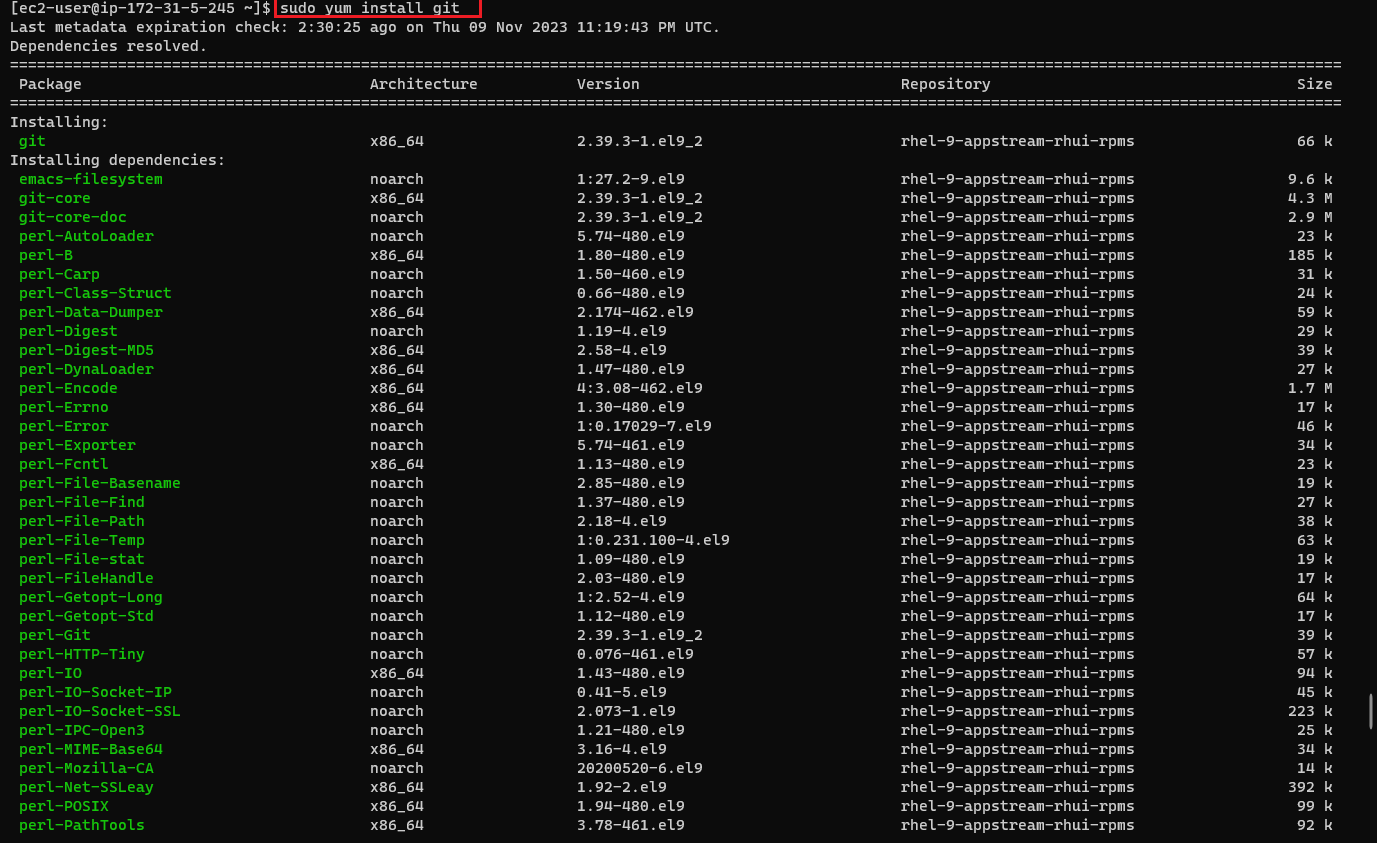 [ec2-user@ip-172-31-5-245 ~]$ sudo yum install git
Last metadata expiration check: 2:30:25 ago on Thu 09 Nov 2023 11:19:43 PM UTC.
Dependencies resolved.
====================================================================================================================================================
Package Architecture Version Repository Size
====================================================================================================================================================
Installing:
git x86_64 2.39.3-1.el9_2 rhel-9-appstream-rhui-rpms 66 k
Installing dependencies:
emacs-filesystem noarch 1:27.2-9.el9 rhel-9-appstream-rhui-rpms 9.6 k
git-core x86_64 2.39.3-1.el9_2 rhel-9-appstream-rhui-rpms 4.3 M
git-core-doc noarch 2.39.3-1.el9_2 rhel-9-appstream-rhui-rpms 2.9 M
perl-AutoLoader noarch 5.74-480.el9 rhel-9-appstream-rhui-rpms 23 k
perl-B x86_64 1.80-480.el9 rhel-9-appstream-rhui-rpms 185 k
perl-Carp noarch 1.50-460.el9 rhel-9-appstream-rhui-rpms 31 k
perl-Class-Struct noarch 0.66-480.el9 rhel-9-appstream-rhui-rpms 24 k
perl-Data-Dumper x86_64 2.174-462.el9 rhel-9-appstream-rhui-rpms 59 k
perl-Digest noarch 1.19-4.el9 rhel-9-appstream-rhui-rpms 29 k
perl-Digest-MD5 x86_64 2.58-4.el9 rhel-9-appstream-rhui-rpms 39 k
perl-DynaLoader x86_64 1.47-480.el9 rhel-9-appstream-rhui-rpms 27 k
perl-Encode x86_64 4:3.08-462.el9 rhel-9-appstream-rhui-rpms 1.7 M
perl-Errno x86_64 1.30-480.el9 rhel-9-appstream-rhui-rpms 17 k
perl-Error noarch 1:0.17029-7.el9 rhel-9-appstream-rhui-rpms 46 k
perl-Exporter noarch 5.74-461.el9 rhel-9-appstream-rhui-rpms 34 k
perl-Fcntl x86_64 1.13-480.el9 rhel-9-appstream-rhui-rpms 23 k
perl-File-Basename noarch 2.85-480.el9 rhel-9-appstream-rhui-rpms 19 k
perl-File-Find noarch 1.37-480.el9 rhel-9-appstream-rhui-rpms 27 k
perl-File-Path noarch 2.18-4.el9 rhel-9-appstream-rhui-rpms 38 k
perl-File-Temp noarch 1:0.231.100-4.el9 rhel-9-appstream-rhui-rpms 63 k
perl-File-stat noarch 1.09-480.el9 rhel-9-appstream-rhui-rpms 19 k
perl-FileHandle noarch 2.03-480.el9 rhel-9-appstream-rhui-rpms 17 k
perl-Getopt-Long noarch 1:2.52-4.el9 rhel-9-appstream-rhui-rpms 64 k
perl-Getopt-Std noarch 1.12-480.el9 rhel-9-appstream-rhui-rpms 17 k
perl-Git noarch 2.39.3-1.el9_2 rhel-9-appstream-rhui-rpms 39 k
perl-HTTP-Tiny noarch 0.076-461.el9 rhel-9-appstream-rhui-rpms 57 k
perl-IO x86_64 1.43-480.el9 rhel-9-appstream-rhui-rpms 94 k
perl-IO-Socket-IP noarch 0.41-5.el9 rhel-9-appstream-rhui-rpms 45 k
perl-IO-Socket-SSL noarch 2.073-1.el9 rhel-9-appstream-rhui-rpms 223 k
perl-IPC-Open3 noarch 1.21-480.el9 rhel-9-appstream-rhui-rpms 25 k
perl-MIME-Base64 x86_64 3.16-4.el9 rhel-9-appstream-rhui-rpms 34 k
perl-Mozilla-CA noarch 20200520-6.el9 rhel-9-appstream-rhui-rpms 14 k
perl-Net-SSLeay x86_64 1.92-2.el9 rhel-9-appstream-rhui-rpms 392 k
perl-POSIX x86_64 1.94-480.el9 rhel-9-appstream-rhui-rpms 99 k
perl-PathTools x86_64 3.78-461.el9 rhel-9-appstream-rhui-rpms 92 k